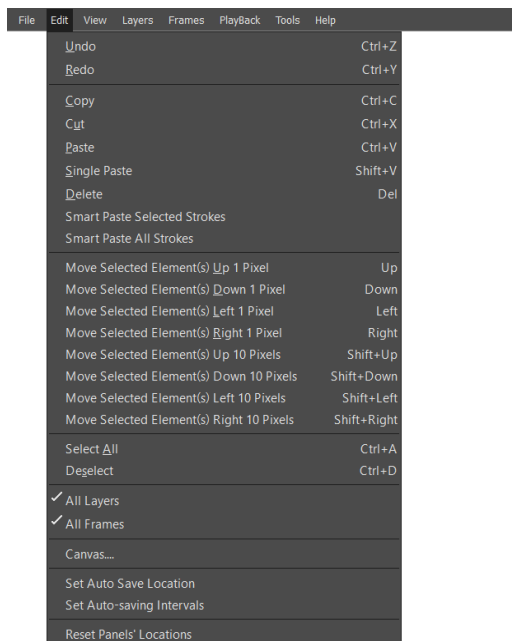 File Edit View Layers Frames PlayBack Tools Help
Undo Ctrl+Z
Redo Ctrl+Y
Copy Ctrl+C
Cut Ctrl+X
Paste Ctrl+V
Single Paste Shift+V
Delete Del
Smart Paste Selected Strokes
Smart Paste All Strokes
Move Selected Element(s) Up 1 Pixel Up
Move Selected Element(s) Down 1 Pixel Down
Move Selected Element(s) Left 1 Pixel Left
Move Selected Element(s) Right 1 Pixel Right
Move Selected Element(s) Up 10 Pixels Shift+Up
Move Selected Element(s) Down 10 Pixels Shift+Down
Move Selected Element(s) Left 10 Pixels Shift+Left
Move Selected Element(s) Right 10 Pixels Shift+Right
Select All Ctrl+A
Deselect Ctrl+D
All Layers
All Frames
Canvas....
Set Auto Save Location
Set Auto-saving Intervals
Reset Panels' Locations